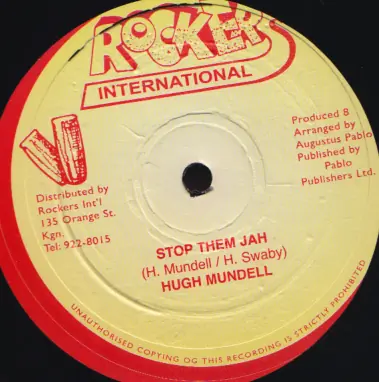 ROCKERS
INTERNATIONAL
Produced &
Arranged by
Augustus Pablo
Published by
Pablo
Publishers Ltd.
Distributed by
Rockers Int'l
135 Orange St.
Kgn.
Tel: 922-8015
STOP THEM JAH
(H. Mundell / H. Swaby)
HUGH MUNDELL
UNAUTHORISED COPYING OG THIS RECORDING IS STRICTLY PROHIBITED